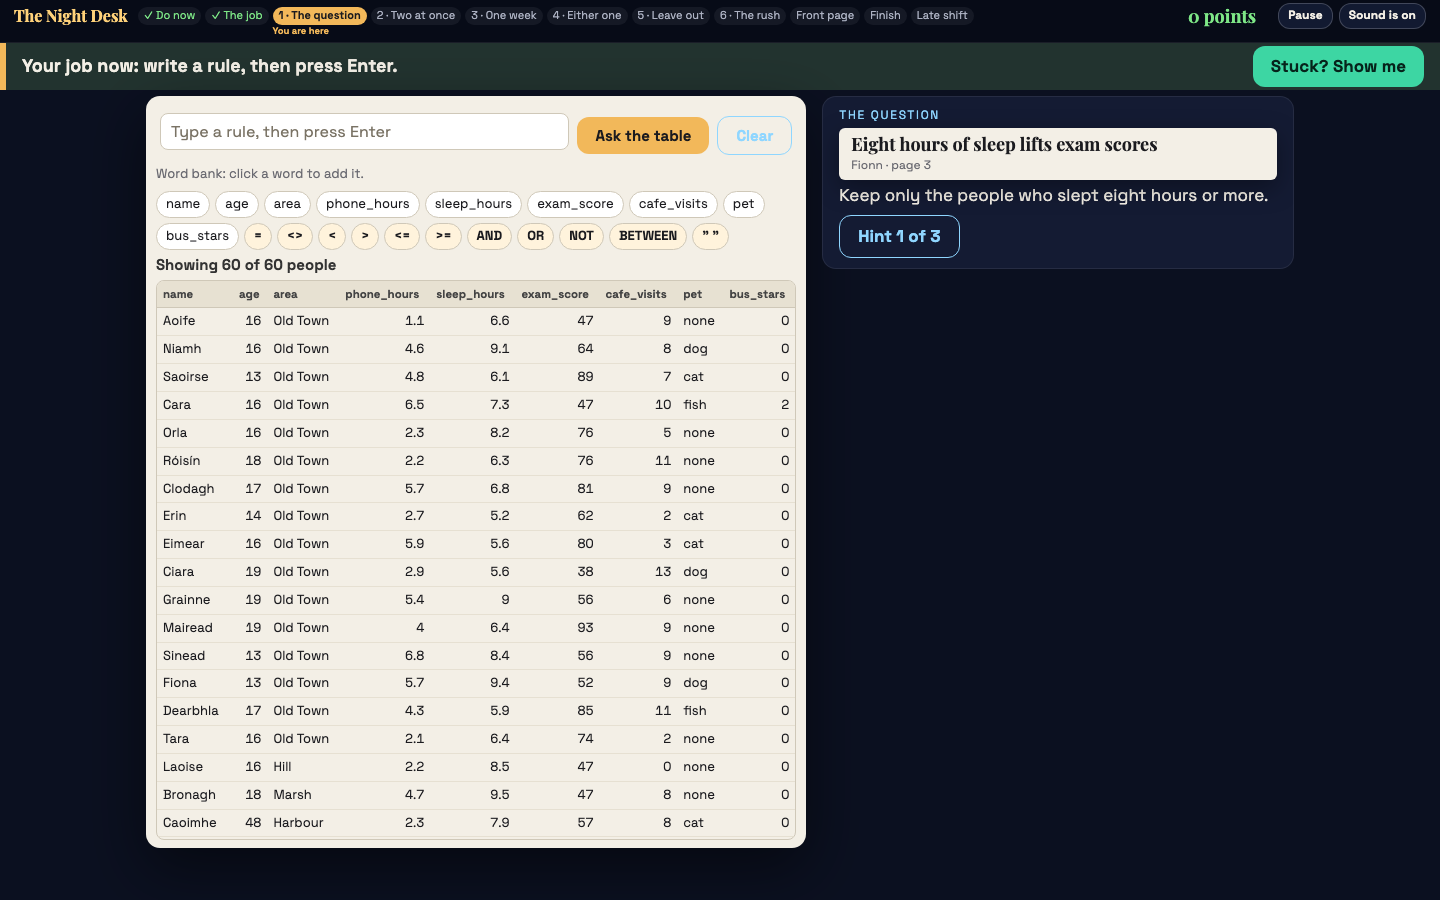 The Night Desk
✓ Do now
✓ The job
1 · The question
2 · Two at once
3 · One week
4 · Either one
5 · Leave out
6 · The rush
Front page
Finish
Late shift
You are here
0 points
Pause
Sound is on
Your job now: write a rule, then press Enter.
Stuck? Show me
Type a rule, then press Enter
Ask the table
Clear
Word bank: click a word to add it.
name age area phone_hours sleep_hours exam_score cafe_visits pet
bus_stars = <> < > <= >= AND OR NOT BETWEEN " "
Showing 60 of 60 people
name age area phone_hours sleep_hours exam_score cafe_visits pet bus_stars
Aoife 16 Old Town 1.1 6.6 47 9 none 0
Niamh 16 Old Town 4.6 9.1 64 8 dog 0
Saoirse 13 Old Town 4.8 6.1 89 7 cat 0
Cara 16 Old Town 6.5 7.3 47 10 fish 2
Orla 16 Old Town 2.3 8.2 76 5 none 0
Róisín 18 Old Town 2.2 6.3 76 11 none 0
Clodagh 17 Old Town 5.7 6.8 81 9 none 0
Erin 14 Old Town 2.7 5.2 62 2 cat 0
Eimear 16 Old Town 5.9 5.6 80 3 cat 0
Ciara 19 Old Town 2.9 5.6 38 13 dog 0
Grainne 19 Old Town 5.4 9 56 6 none 0
Mairead 19 Old Town 4 6.4 93 9 none 0
Sinead 13 Old Town 6.8 8.4 56 9 none 0
Fiona 13 Old Town 5.7 9.4 52 9 dog 0
Dearbhla 17 Old Town 4.3 5.9 85 11 fish 0
Tara 16 Old Town 2.1 6.4 74 2 none 0
Laoise 16 Hill 2.2 8.5 47 0 none 0
Bronagh 18 Marsh 4.7 9.5 47 8 none 0
Caoimhe 48 Harbour 2.3 7.9 57 8 cat 0
THE QUESTION
Eight hours of sleep lifts exam scores
Fionn · page 3
Keep only the people who slept eight hours or more.
Hint 1 of 3